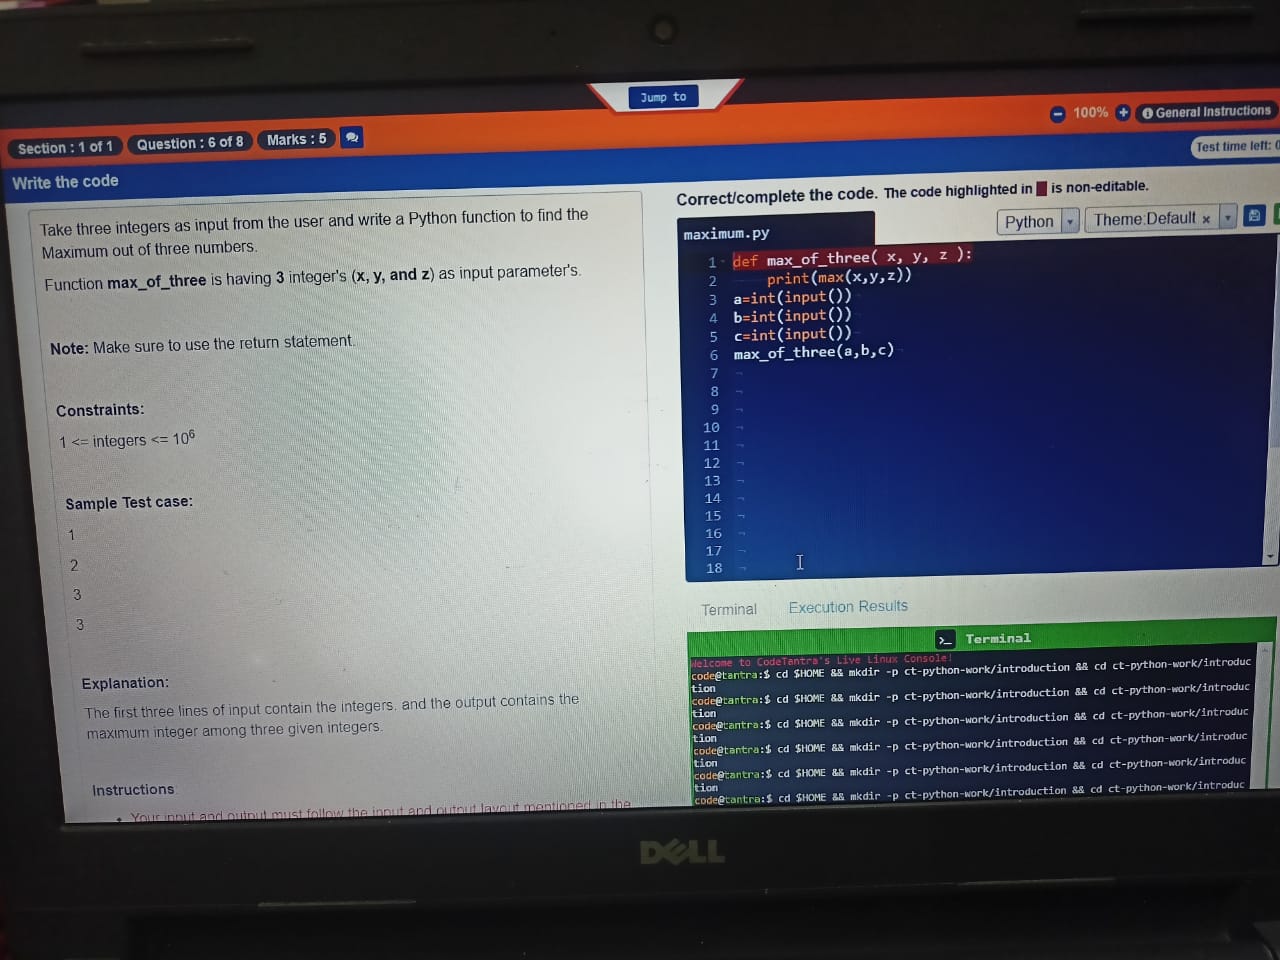 Jump to
100%
General Instructions
Section : 1 of 1
Question : 6 of 8
Marks : 5
Test time left:
Write the code
Take three integers as input from the user and write a Python function to find the
Maximum out of three numbers.
Function max_of_three is having 3 integer's (x, y, and z) as input parameter's.
Note: Make sure to use the return statement.
Constraints:
1 <= integers <= 10⁶
Sample Test case:
1
2
3
3
Explanation:
The first three lines of input contain the integers. and the output contains the
maximum integer among three given integers.
Instructions
• Your input and output must follow the input and output layout mentioned in the
Correct/complete the code. The code highlighted in is non-editable.
Python
Theme:Default ×
maximum.py
1 def max_of_three( x, y, z ):
2     print(max(x,y,z))
3 a=int(input())
4 b=int(input())
5 c=int(input())
6 max_of_three(a,b,c)
7
8
9
10
11
12
13
14
15
16
17
18
Terminal
Execution Results
>_ Terminal
Welcome to CodeTantra's Live Linux Console!
code@tantra:$ cd $HOME && mkdir -p ct-python-work/introduction && cd ct-python-work/introduc
tion
code@tantra:$ cd $HOME && mkdir -p ct-python-work/introduction && cd ct-python-work/introduc
tion
code@tantra:$ cd $HOME && mkdir -p ct-python-work/introduction && cd ct-python-work/introduc
tion
code@tantra:$ cd $HOME && mkdir -p ct-python-work/introduction && cd ct-python-work/introduc
tion
code@tantra:$ cd $HOME && mkdir -p ct-python-work/introduction && cd ct-python-work/introduc
tion
code@tantra:$ cd $HOME && mkdir -p ct-python-work/introduction && cd ct-python-work/introduc
DELL